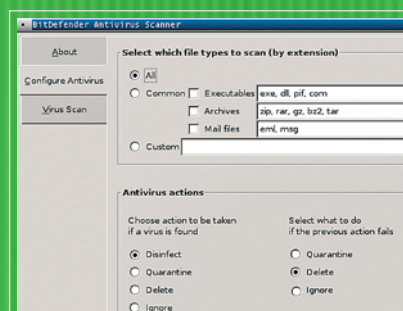 BitDefender Antivirus Scanner
About
Configure Antivirus
Virus Scan
Select which file types to scan (by extension)
All
Common
Executables exe, dll, pif, com
Archives zip, rar, gz, bz2, tar
Mail files eml, msg
Custom
Antivirus actions
Choose action to be taken
if a virus is found
Disinfect
Quarantine
Delete
Ignore
Select what to do
if the previous action fails
Quarantine
Delete
Ignore